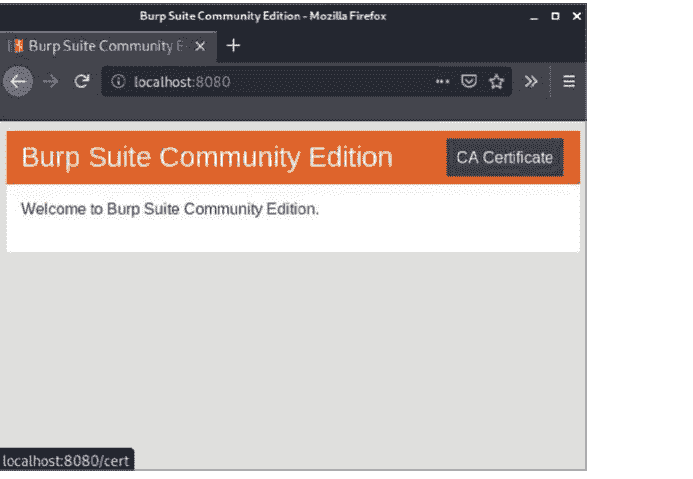 Burp Suite Community Edition - Mozilla Firefox
Burp Suite Community E
localhost:8080
Burp Suite Community Edition
CA Certificate
Welcome to Burp Suite Community Edition.
localhost:8080/cert